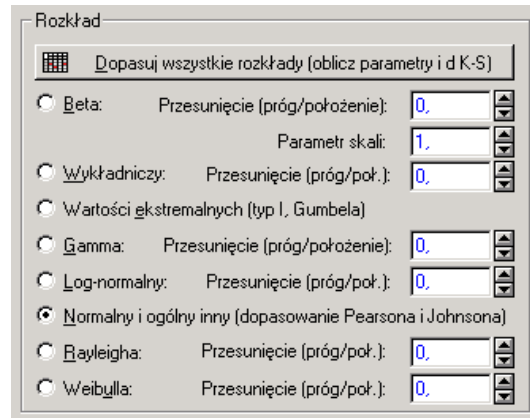 Rozkład
Dopasuj wszystkie rozkłady (oblicz parametry i d K-S)
Beta: Przesunięcie (próg/położenie): 0,
Parametr skali: 1,
Wykładniczy: Przesunięcie (próg/poł.): 0,
Wartości ekstremalnych (typ I, Gumbela)
Gamma: Przesunięcie (próg/położenie): 0,
Log-normalny: Przesunięcie (próg/poł.): 0,
Normalny i ogólny inny (dopasowanie Pearsona i Johnsona)
Rayleigha: Przesunięcie (próg/poł.): 0,
Weibulla: Przesunięcie (próg/poł.): 0,